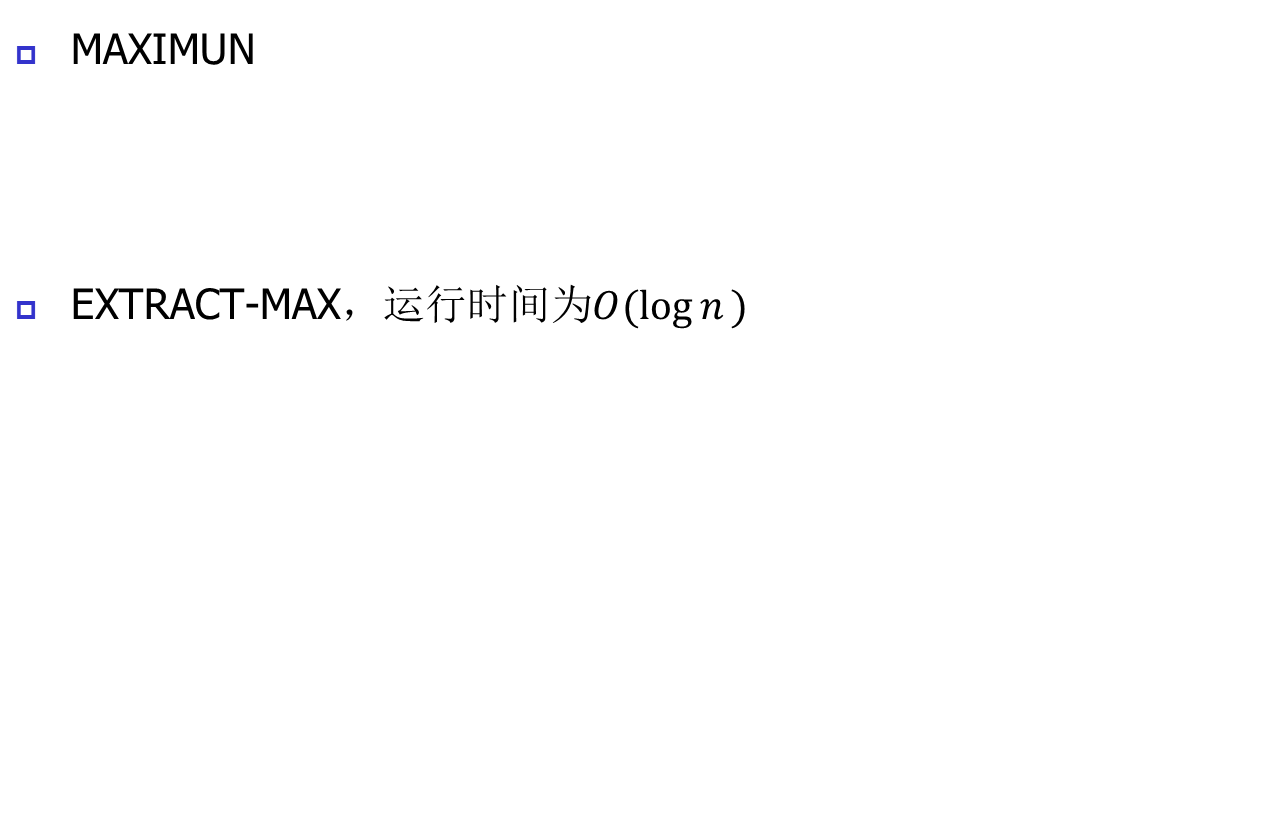 MAXIMUN
EXTRACT-MAX，运行时间为O(log n)